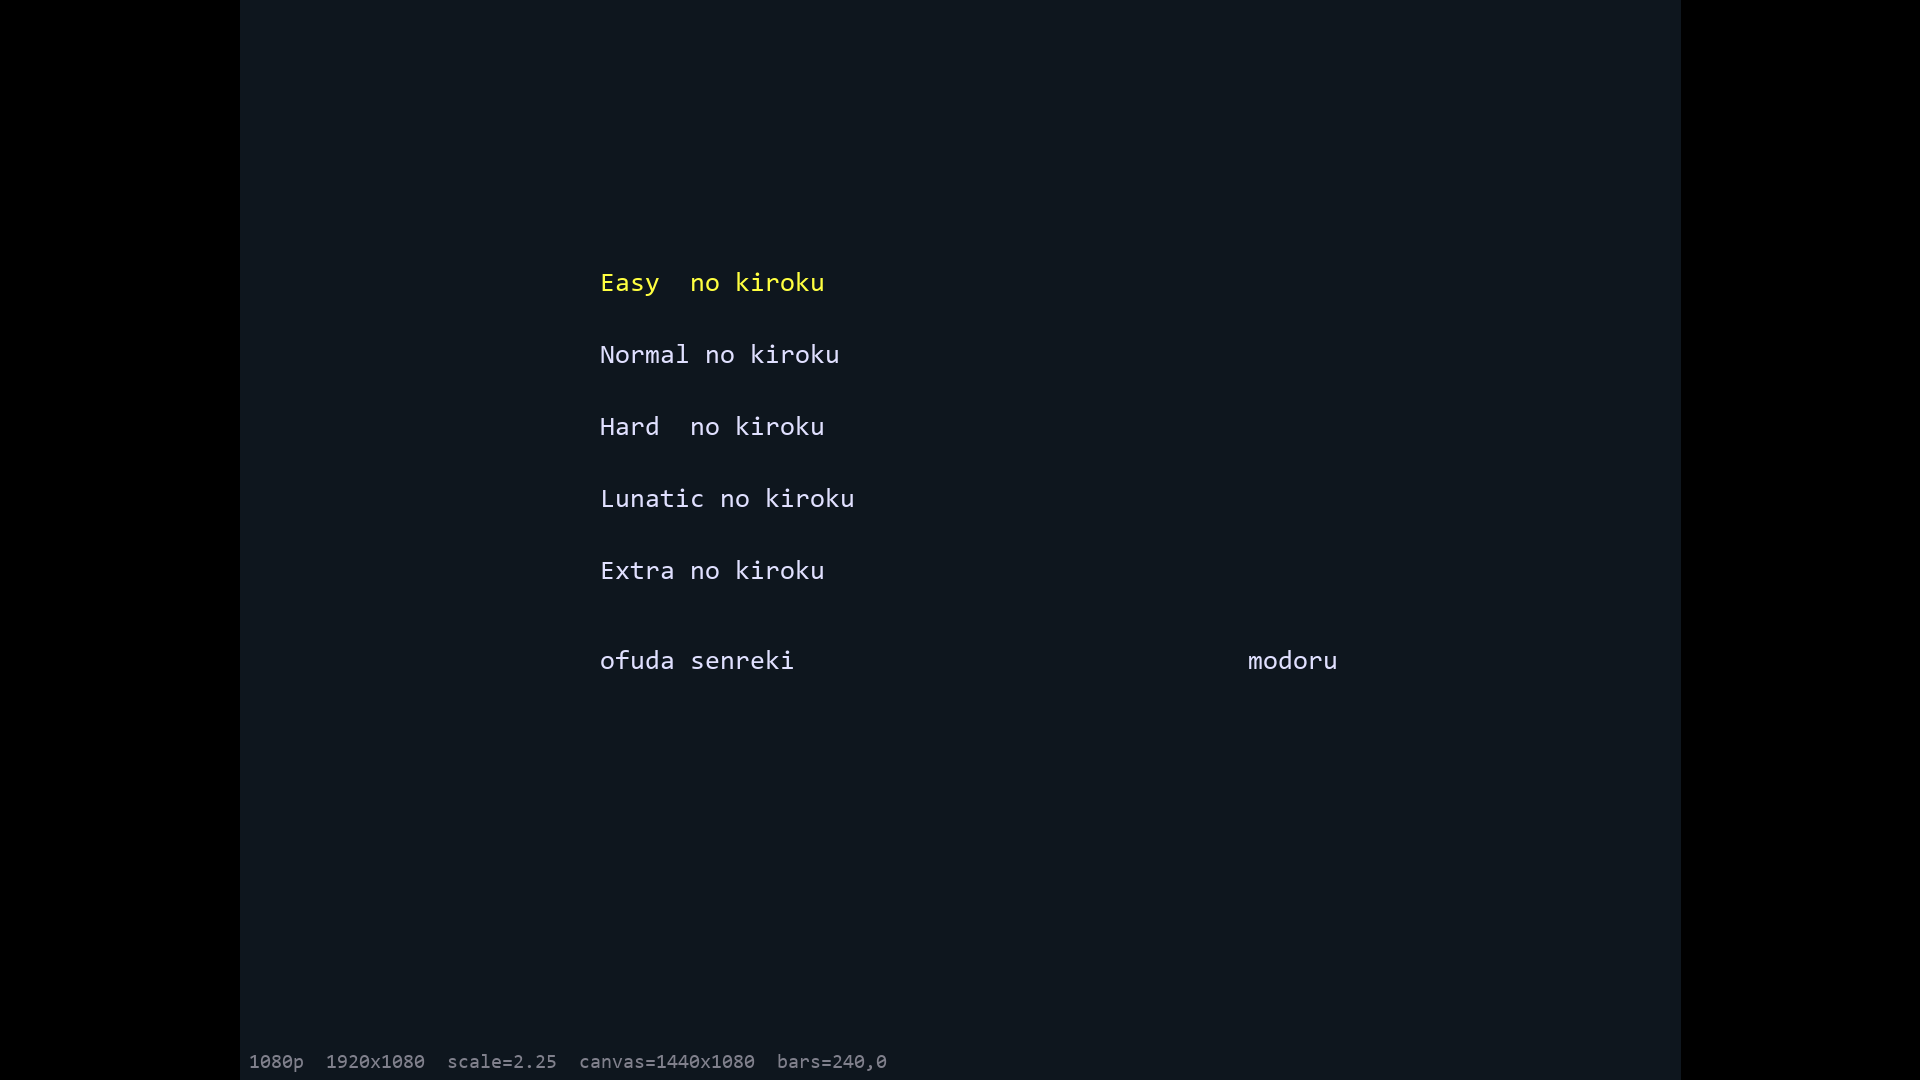 Easy  no kiroku
Normal no kiroku
Hard  no kiroku
Lunatic no kiroku
Extra no kiroku
ofuda senreki modoru
1080p  1920x1080  scale=2.25  canvas=1440x1080  bars=240,0